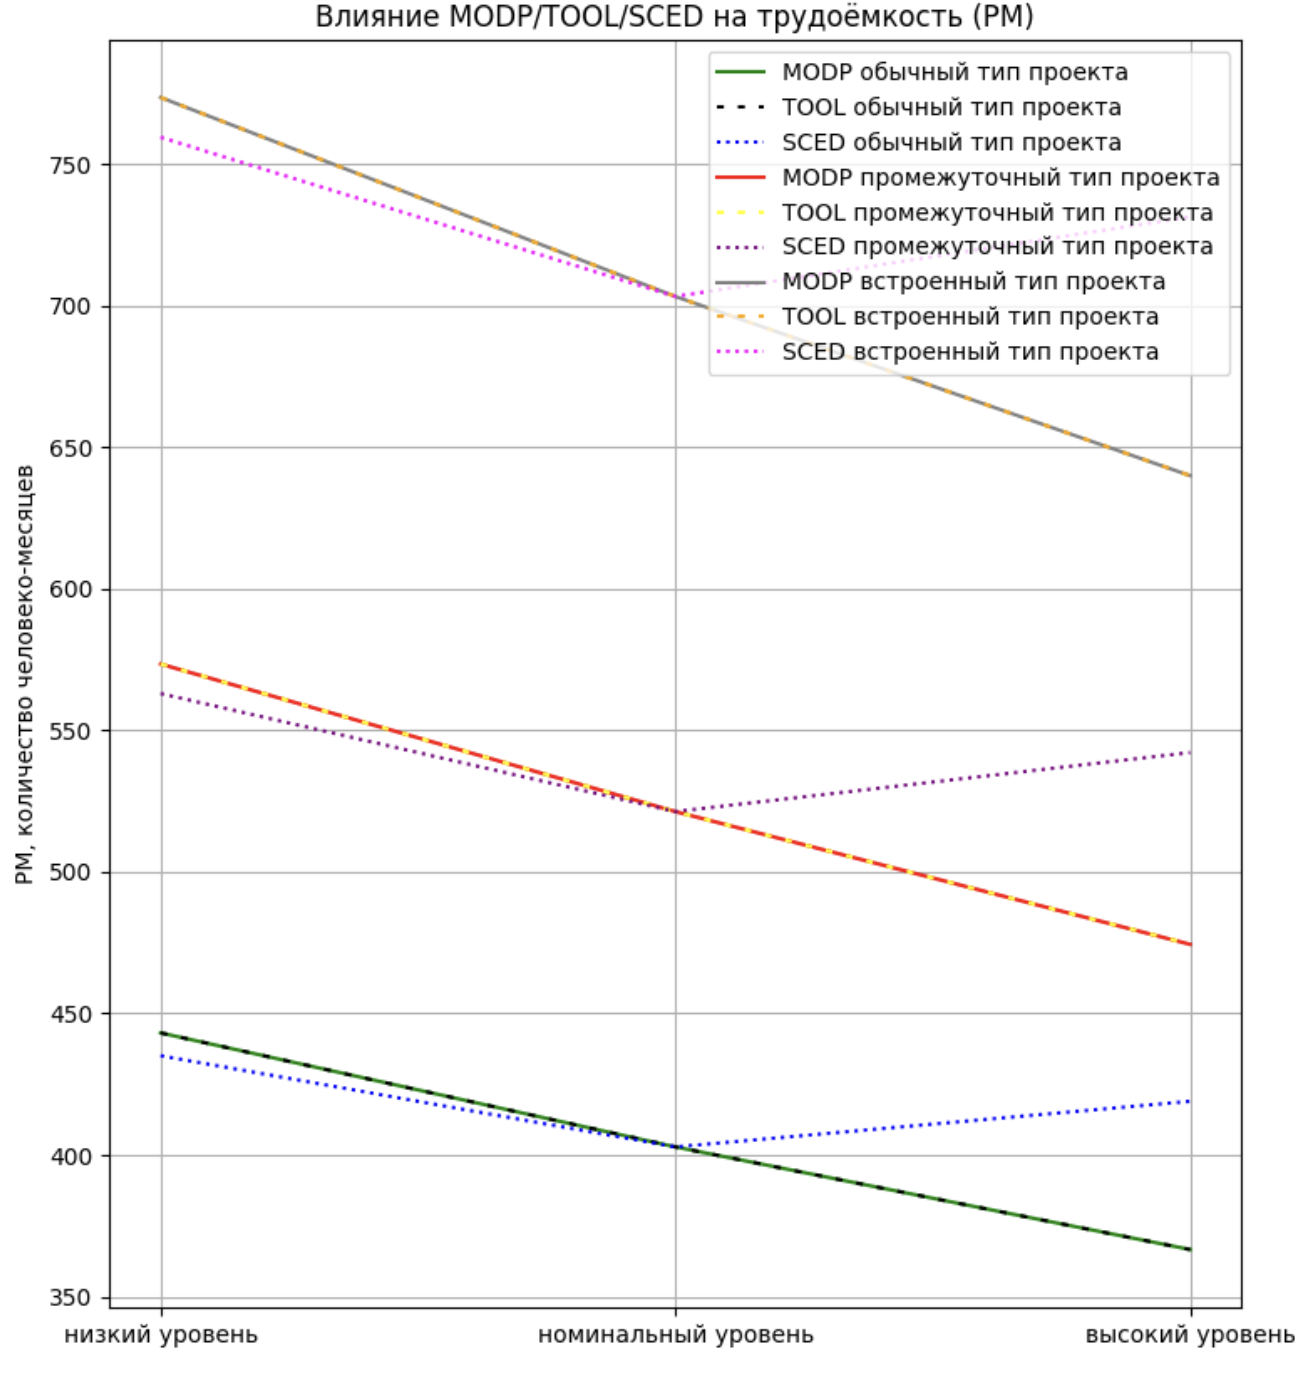 Влияние MODP/TOOL/SCED на трудоёмкость (PM)
MODP обычный тип проекта
TOOL обычный тип проекта
SCED обычный тип проекта
MODP промежуточный тип проекта
TOOL промежуточный тип проекта
SCED промежуточный тип проекта
MODP встроенный тип проекта
TOOL встроенный тип проекта
SCED встроенный тип проекта
PM, количество человеко-месяцев
750
700
650
600
550
500
450
400
350
низкий уровень
номинальный уровень
высокий уровень